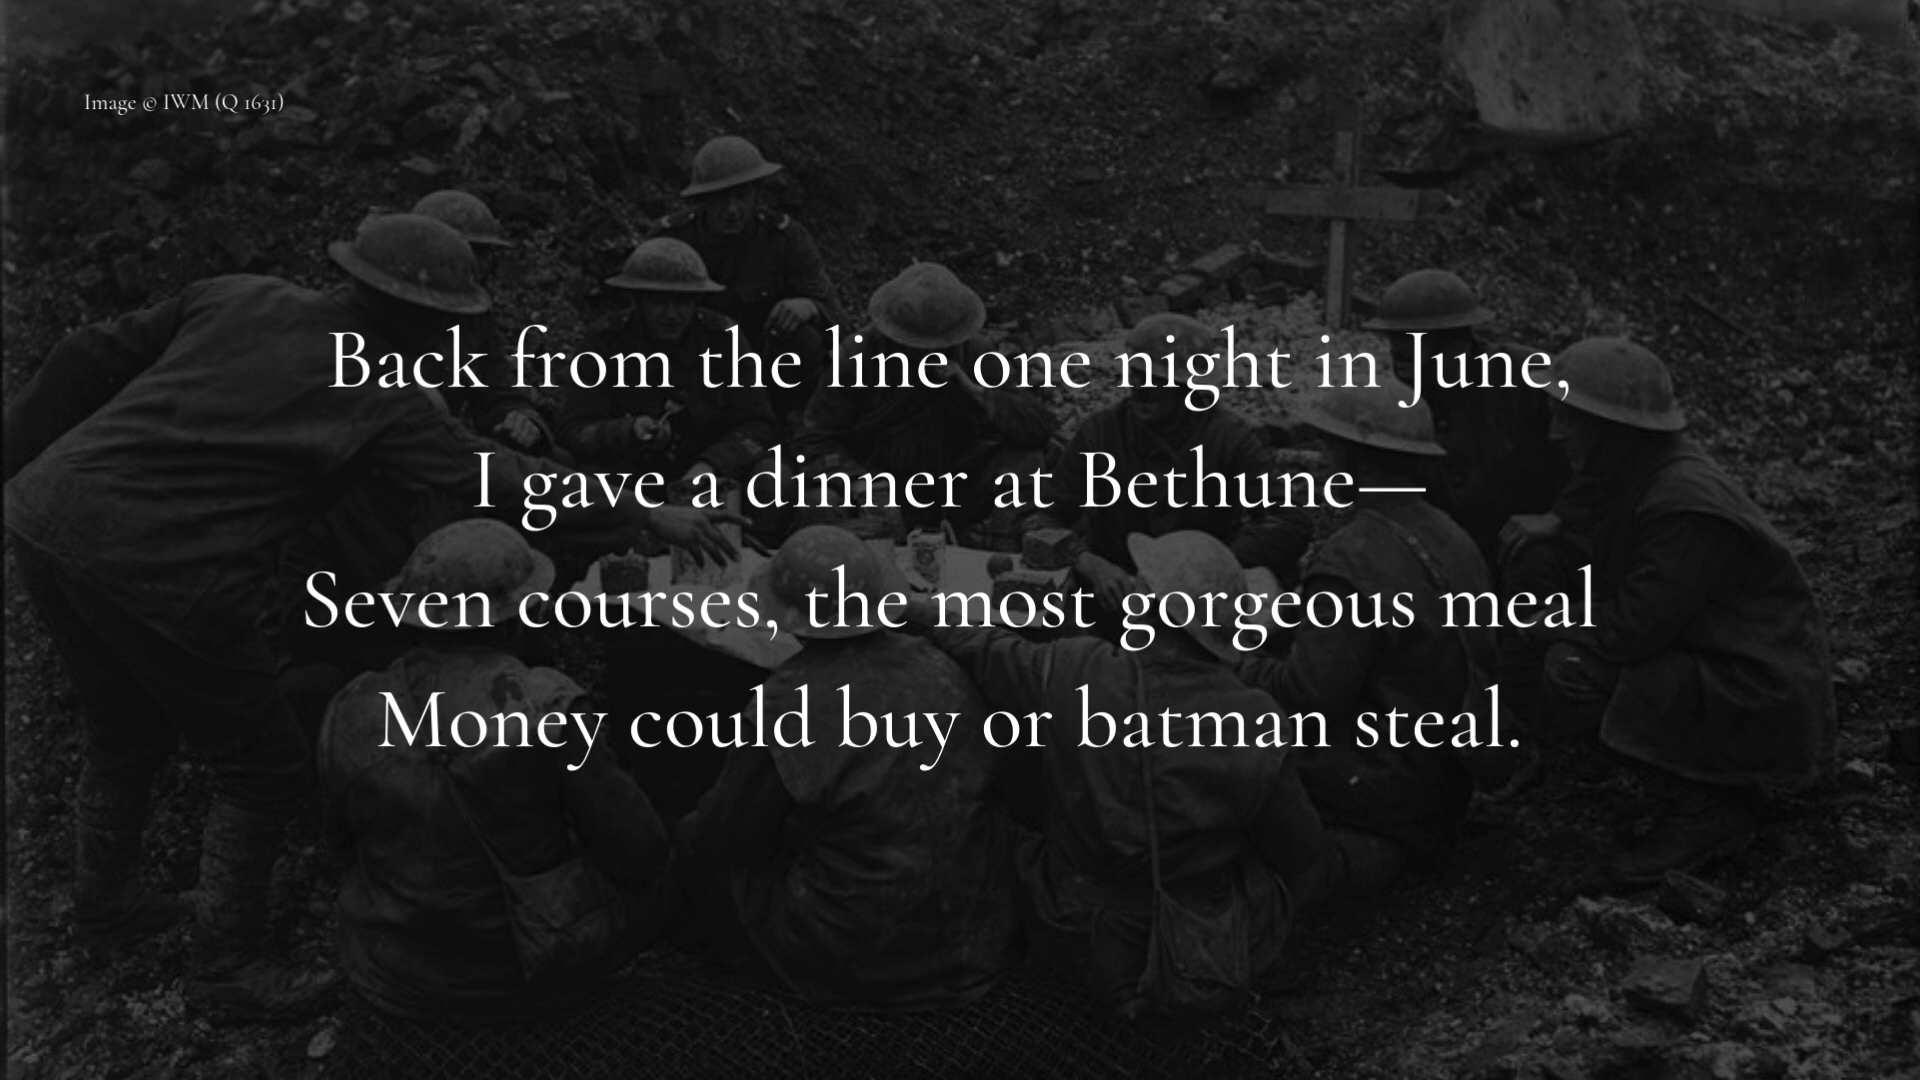 Image © IWM (Q 1631)
Back from the line one night in June,
I gave a dinner at Bethune—
Seven courses, the most gorgeous meal
Money could buy or batman steal.